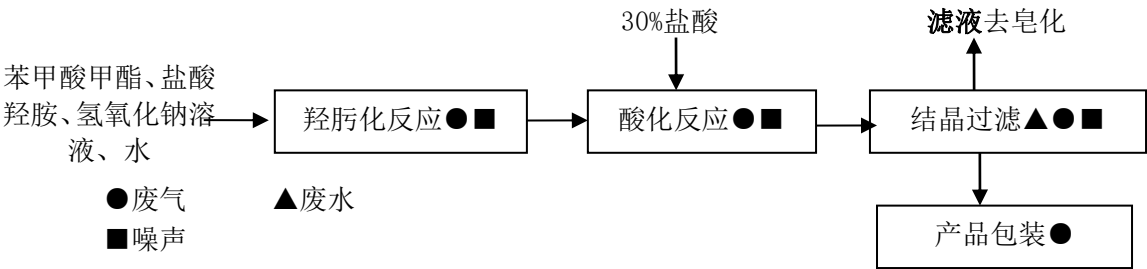 30%盐酸
滤液去皂化
苯甲酸甲酯、盐酸
羟胺、氢氧化钠溶
液、水
羟肟化反应●■
酸化反应●■
结晶过滤▲●■
●废气 ▲废水
■噪声
产品包装●